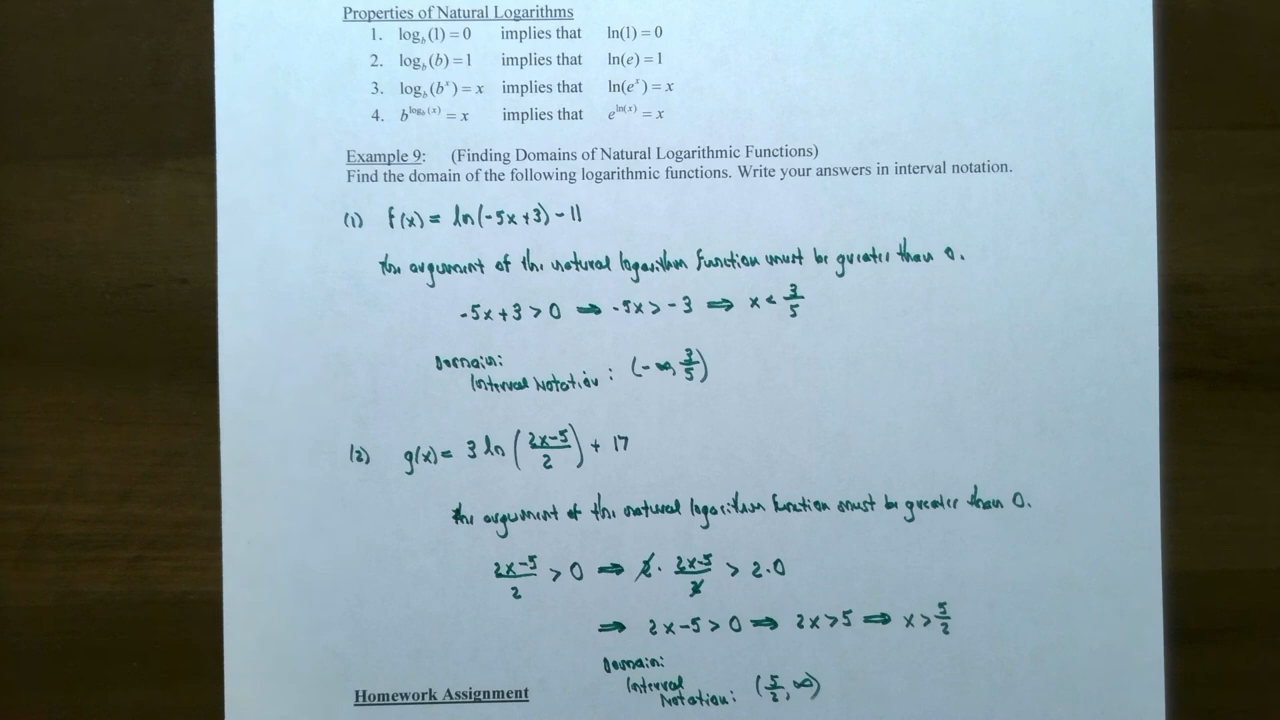 Properties of Natural Logarithms
1. log_b(1) = 0 implies that ln(1) = 0
2. log_b(b) = 1 implies that ln(e) = 1
3. log_b(b^x) = x implies that ln(e^x) = x
4. b^(log_b(x)) = x implies that e^(ln(x)) = x
Example 9: (Finding Domains of Natural Logarithmic Functions)
Find the domain of the following logarithmic functions. Write your answers in interval notation.
(1) f(x) = ln(-5x+3) - 11
The argument of the natural logarithm function must be greater than 0.
-5x+3 > 0 ⇒ -5x > -3 ⇒ x < 3/5
Domain:
Interval Notation: (-∞, 3/5)
(2) g(x) = 3 ln((2x-5)/2) + 17
The argument of the natural logarithm function must be greater than 0.
(2x-5)/2 > 0 ⇒ 2 · (2x-5)/2 > 2·0
⇒ 2x-5 > 0 ⇒ 2x > 5 ⇒ x > 5/2
Domain:
Interval
Notation: (5/2, ∞)
Homework Assignment